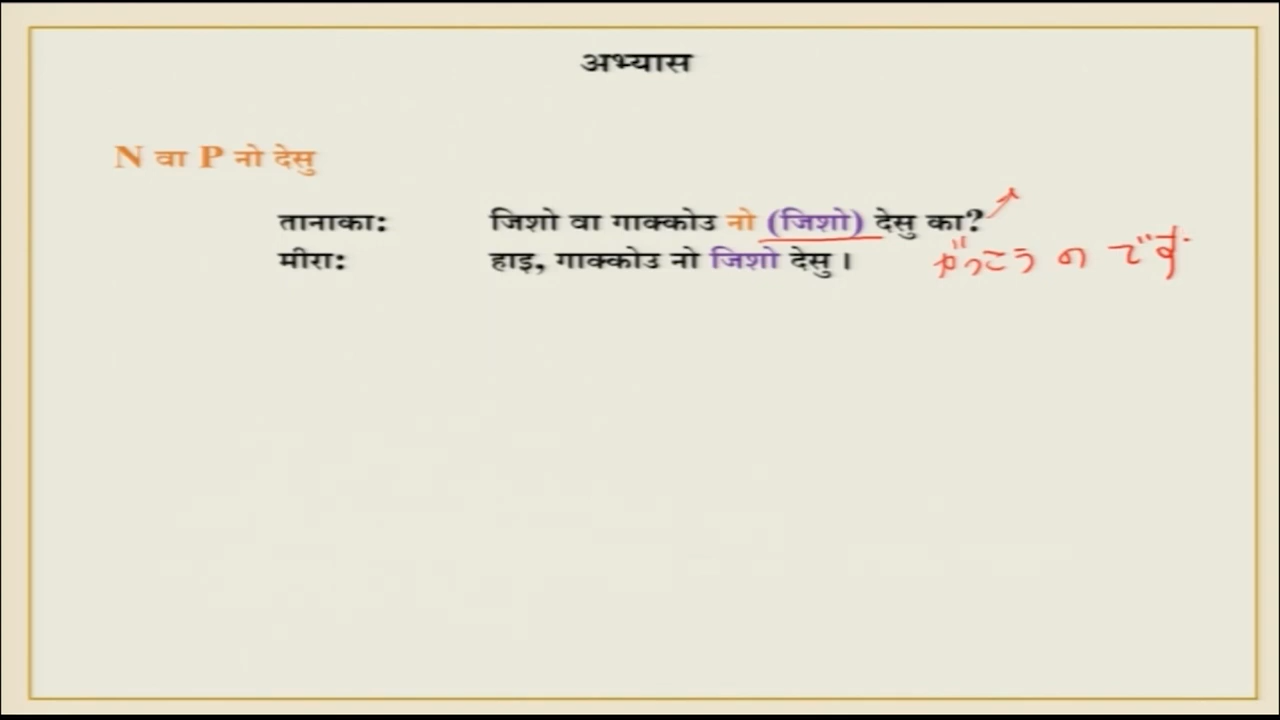 अभ्यास
N वा P नो देसु
तानाका: जिशो वा गाक्कोउ नो (जिशो) देसु का?
मीरा: हाइ, गाक्कोउ नो जिशो देसु।
がっこう の です